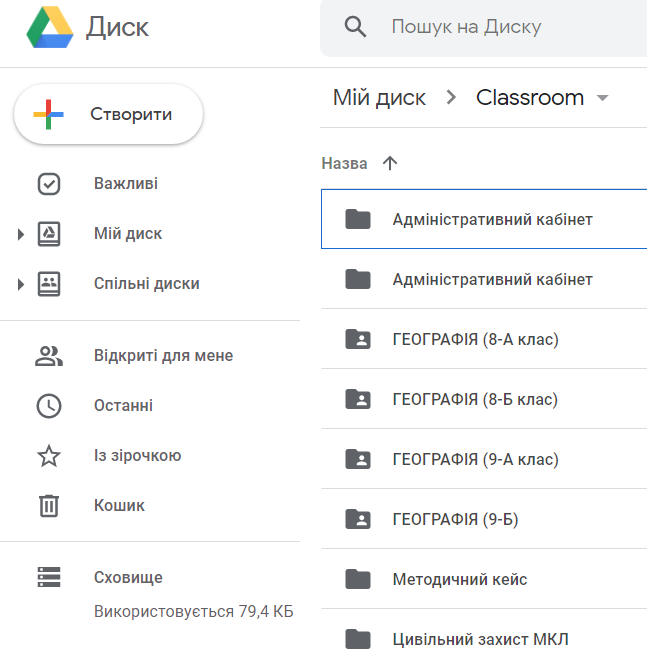 Диск
Пошук на Диску
Створити
Мій диск > Classroom
Назва
Важливі
Мій диск
Спільні диски
Відкриті для мене
Останні
Із зірочкою
Кошик
Сховище
Використовується 79,4 КБ
Адміністративний кабінет
Адміністративний кабінет
ГЕОГРАФІЯ (8-А клас)
ГЕОГРАФІЯ (8-Б клас)
ГЕОГРАФІЯ (9-А клас)
ГЕОГРАФІЯ (9-Б)
Методичний кейс
Цивільний захист МКЛ